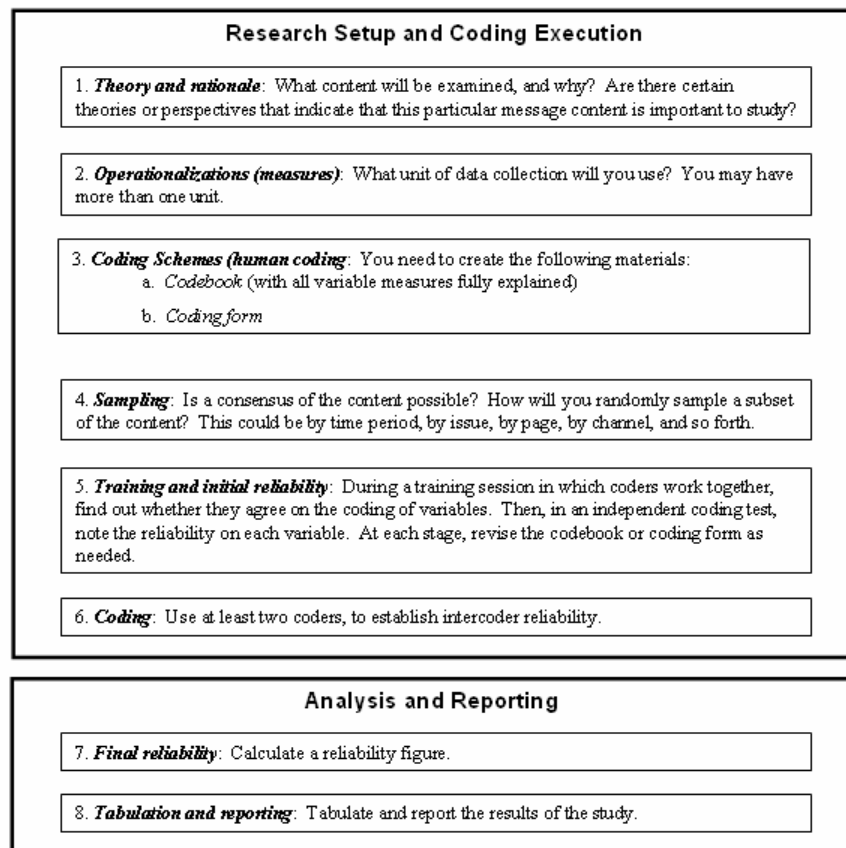 Research Setup and Coding Execution
1. Theory and rationale: What content will be examined, and why? Are there certain
theories or perspectives that indicate that this particular message content is important to study?
2. Operationalizations (measures): What unit of data collection will you use? You may have
more than one unit.
3. Coding Schemes (human coding: You need to create the following materials:
a. Codebook (with all variable measures fully explained)
b. Coding form
4. Sampling: Is a consensus of the content possible? How will you randomly sample a subset
of the content? This could be by time period, by issue, by page, by channel, and so forth.
5. Training and initial reliability: During a training session in which coders work together,
find out whether they agree on the coding of variables. Then, in an independent coding test,
note the reliability on each variable. At each stage, revise the codebook or coding form as
needed.
6. Coding: Use at least two coders, to establish intercoder reliability.
Analysis and Reporting
7. Final reliability: Calculate a reliability figure.
8. Tabulation and reporting: Tabulate and report the results of the study.